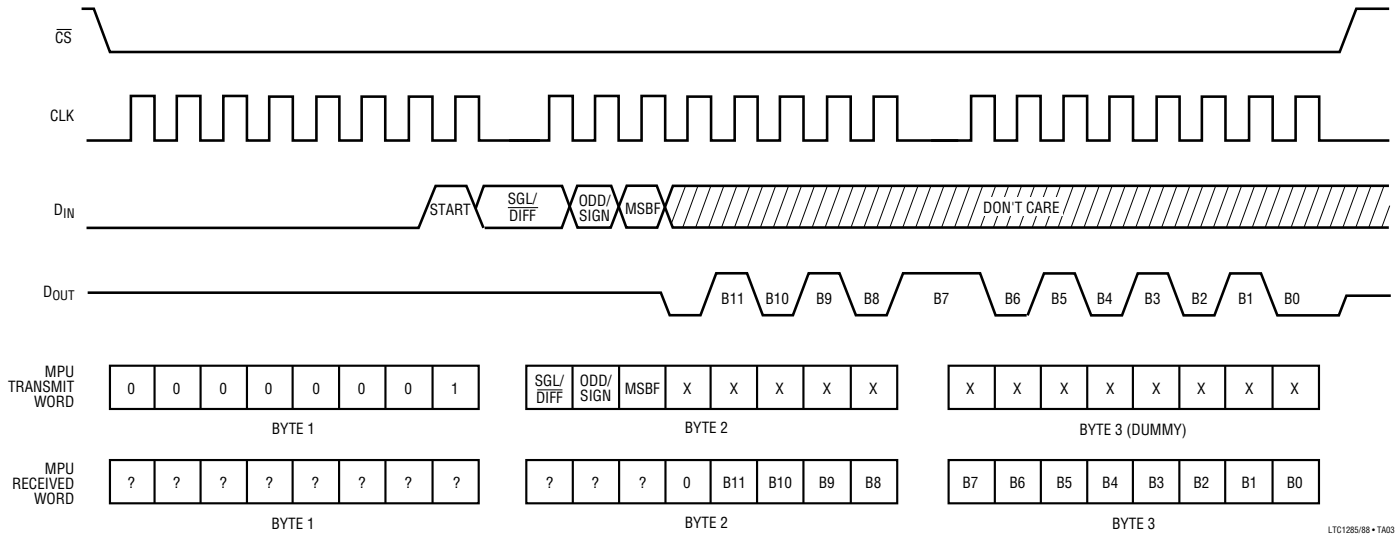 CS
CLK
DIN
START SGL/ DIFF ODD/ SIGN MSBF DON'T CARE
DOUT
B11 B10 B9 B8 B7 B6 B5 B4 B3 B2 B1 B0
MPU TRANSMIT WORD
0 0 0 0 0 0 0 1
SGL/ DIFF ODD/ SIGN MSBF X X X X X
X X X X X X X X
BYTE 1
BYTE 2
BYTE 3 (DUMMY)
MPU RECEIVED WORD
? ? ? ? ? ? ? ?
? ? ? 0 B11 B10 B9 B8
B7 B6 B5 B4 B3 B2 B1 B0
BYTE 1
BYTE 2
BYTE 3
LTC1285/88 • TA03